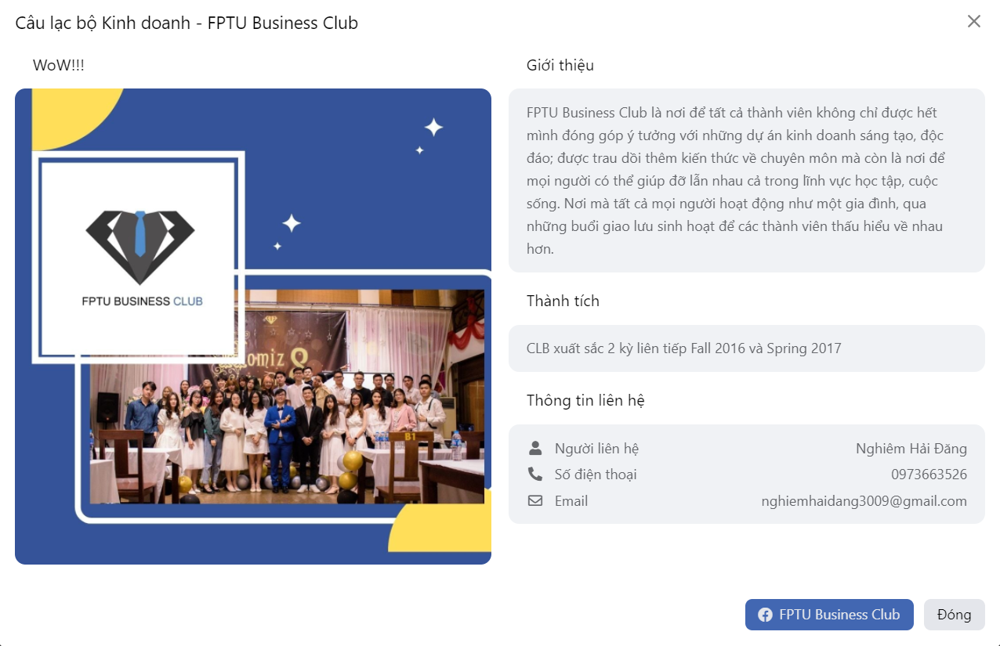 Câu lạc bộ Kinh doanh - FPTU Business Club
WoW!!!
FPTU BUSINESS CLUB
B1
Giới thiệu
FPTU Business Club là nơi để tất cả thành viên không chỉ được hết
mình đóng góp ý tưởng với những dự án kinh doanh sáng tạo, độc
đáo; được trau dồi thêm kiến thức về chuyên môn mà còn là nơi để
mọi người có thể giúp đỡ lẫn nhau cả trong lĩnh vực học tập, cuộc
sống. Nơi mà tất cả mọi người hoạt động như một gia đình, qua
những buổi giao lưu sinh hoạt để các thành viên thấu hiểu về nhau
hơn.
Thành tích
CLB xuất sắc 2 kỳ liên tiếp Fall 2016 và Spring 2017
Thông tin liên hệ
Người liên hệ Nghiêm Hải Đăng
Số điện thoại 0973663526
Email nghiemhaidang3009@gmail.com
FPTU Business Club Đóng